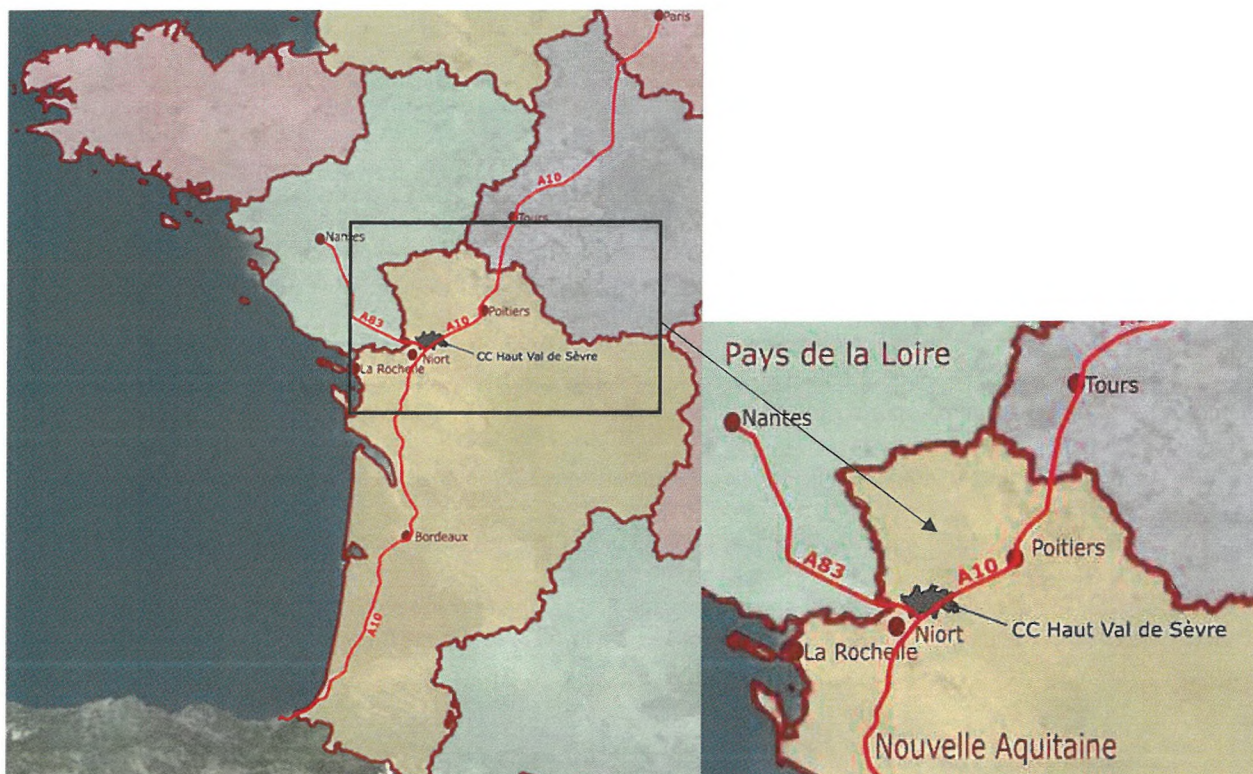 Paris
A10
Tours
Nantes
A83
A10
Poitiers
Niort
CC Haut Val de Sèvre
La Rochelle
Bordeaux
A10
Pays de la Loire
Tours
Nantes
Poitiers
A83
A10
Niort
CC Haut Val de Sèvre
La Rochelle
Nouvelle Aquitaine